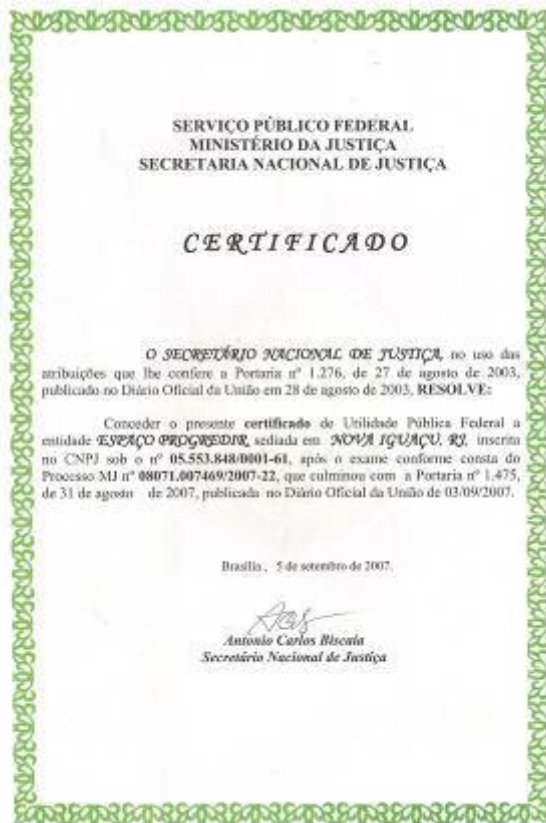 SERVIÇO PÚBLICO FEDERAL
MINISTÉRIO DA JUSTIÇA
SECRETARIA NACIONAL DE JUSTIÇA
CERTIFICADO
O SECRETÁRIO NACIONAL DE JUSTIÇA, no uso das
atribuições que lhe confere a Portaria nº 1.276, de 27 de agosto de 2003,
publicado no Diário Oficial da União em 28 de agosto de 2003, RESOLVE:
Conceder o presente certificado de Utilidade Pública Federal a
entidade ESPAÇO PROGREDIR, sediada em NOVA IGUAÇU, RJ, inscrita
no CNPJ sob o nº 05.553.848/0001-61, após o exame conforme consta do
Processo MJ nº 08071.007469/2007-22, que culminou com a Portaria nº 1.475,
de 31 de agosto de 2007, publicada no Diário Oficial da União de 03/09/2007.
Brasília, 5 de setembro de 2007.
Antonio Carlos Biscaia
Secretário Nacional de Justiça